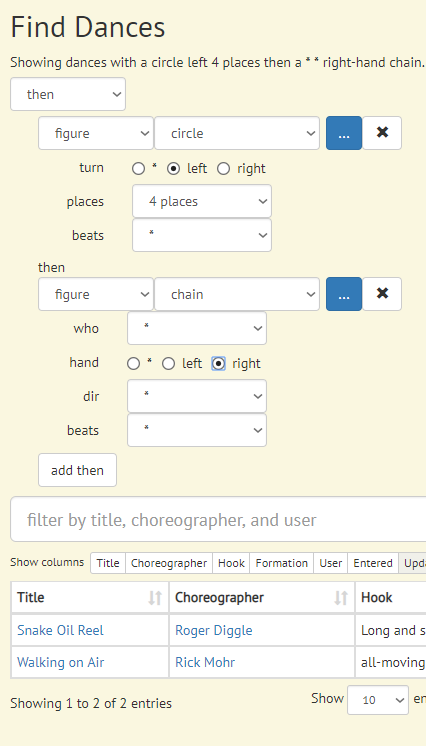 Find Dances
Showing dances with a circle left 4 places then a * * right-hand chain.
then
figure circle ... ✖
turn * left right
places 4 places
beats *
then
figure chain ... ✖
who *
hand * left right
dir *
beats *
add then
filter by title, choreographer, and user
Show columns Title Choreographer Hook Formation User Entered Upda
Title Choreographer Hook
Snake Oil Reel Roger Diggle Long and s
Walking on Air Rick Mohr all-moving
Showing 1 to 2 of 2 entries Show 10 en